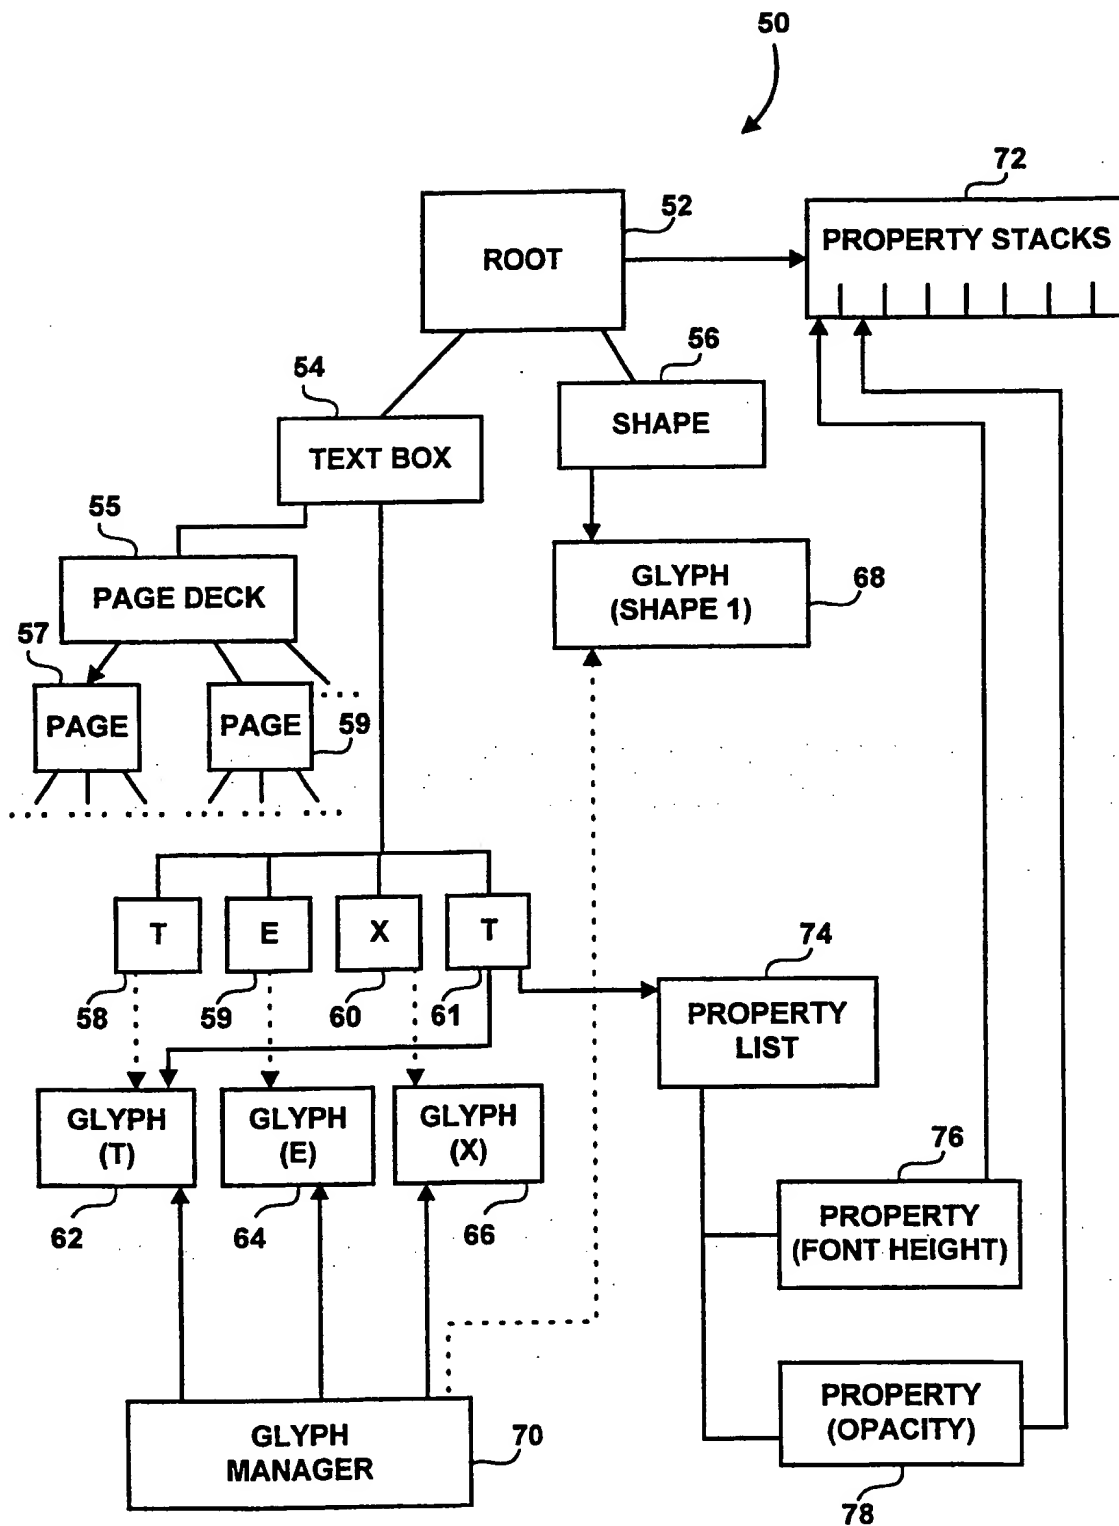 50
72
52
ROOT
PROPERTY STACKS
56
54
SHAPE
TEXT BOX
55
PAGE DECK
GLYPH
(SHAPE 1)
68
57
PAGE
PAGE
59
T
E
X
T
58
59
60
61
74
PROPERTY
LIST
GLYPH
(T)
GLYPH
(E)
GLYPH
(X)
62
64
66
76
PROPERTY
(FONT HEIGHT)
GLYPH
MANAGER
70
PROPERTY
(OPACITY)
78